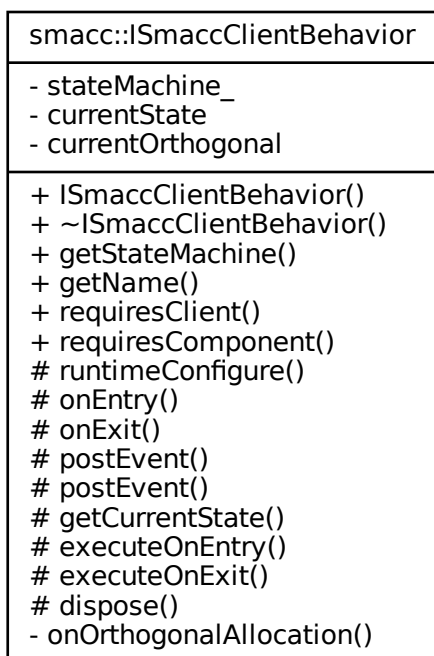 smacc::ISmaccClientBehavior
- stateMachine_
- currentState
- currentOrthogonal
+ ISmaccClientBehavior()
+ ~ISmaccClientBehavior()
+ getStateMachine()
+ getName()
+ requiresClient()
+ requiresComponent()
# runtimeConfigure()
# onEntry()
# onExit()
# postEvent()
# postEvent()
# getCurrentState()
# executeOnEntry()
# executeOnExit()
# dispose()
- onOrthogonalAllocation()